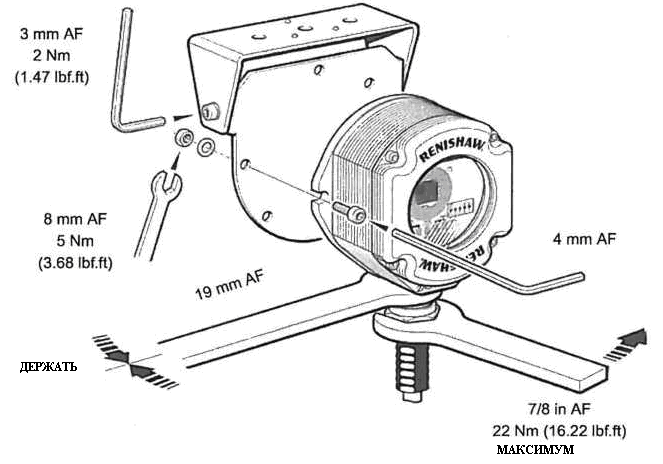 3 mm AF
2 Nm
(1.47 lbf.ft)
RENISHAW
8 mm AF
5 Nm
(3.68 lbf.ft)
4 mm AF
RENISHAW
19 mm AF
ДЕРЖАТЬ
7/8 in AF
22 Nm (16.22 lbf.ft)
МАКСИМУМ